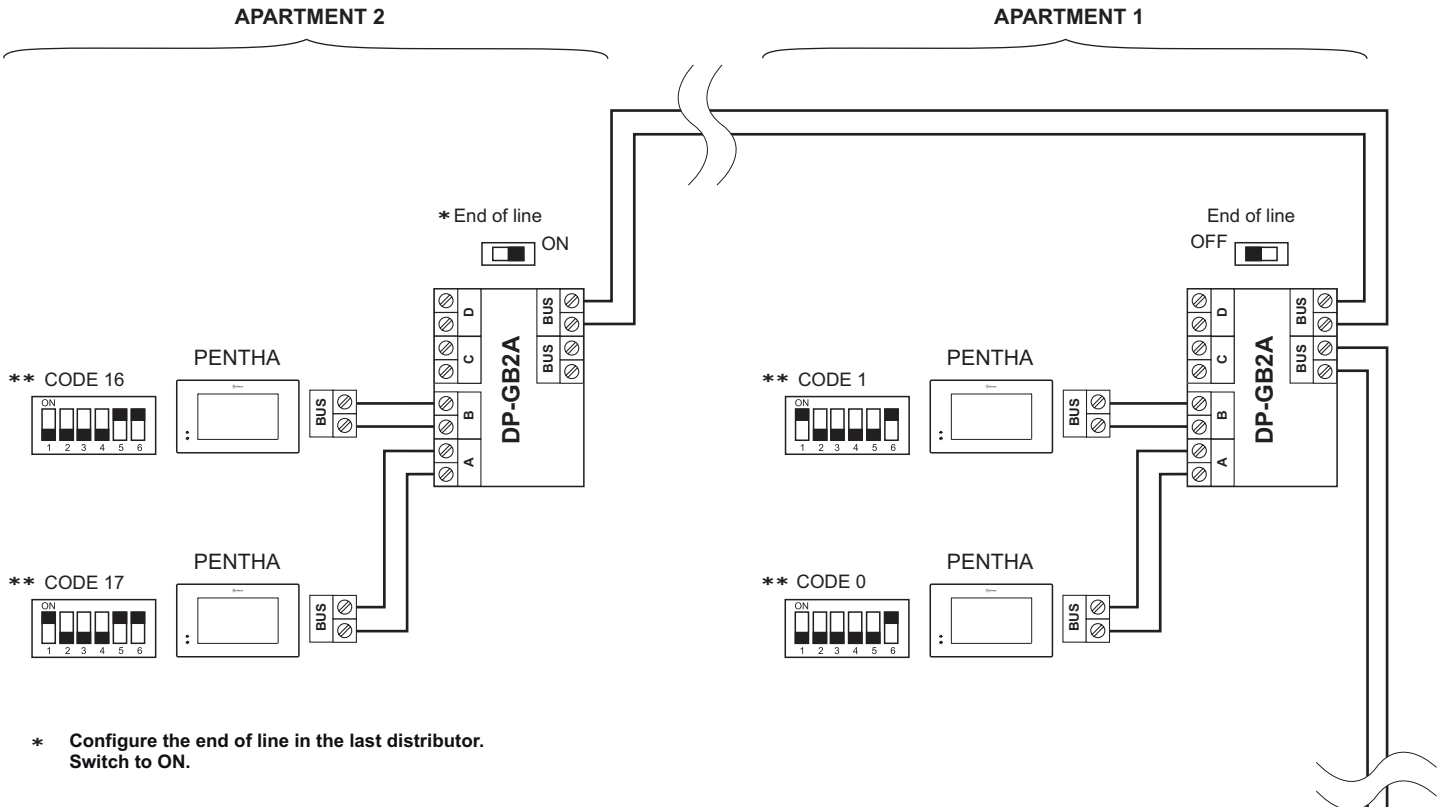 APARTMENT 2
APARTMENT 1
* End of line
ON
End of line
OFF
D
C
B
A
BUS
BUS
DP-GB2A
D
C
B
A
BUS
BUS
DP-GB2A
** CODE 16
ON
1 2 3 4 5 6
PENTHA
BUS
** CODE 1
ON
1 2 3 4 5 6
PENTHA
BUS
** CODE 17
ON
1 2 3 4 5 6
PENTHA
BUS
** CODE 0
ON
1 2 3 4 5 6
PENTHA
BUS
* Configure the end of line in the last distributor.
Switch to ON.